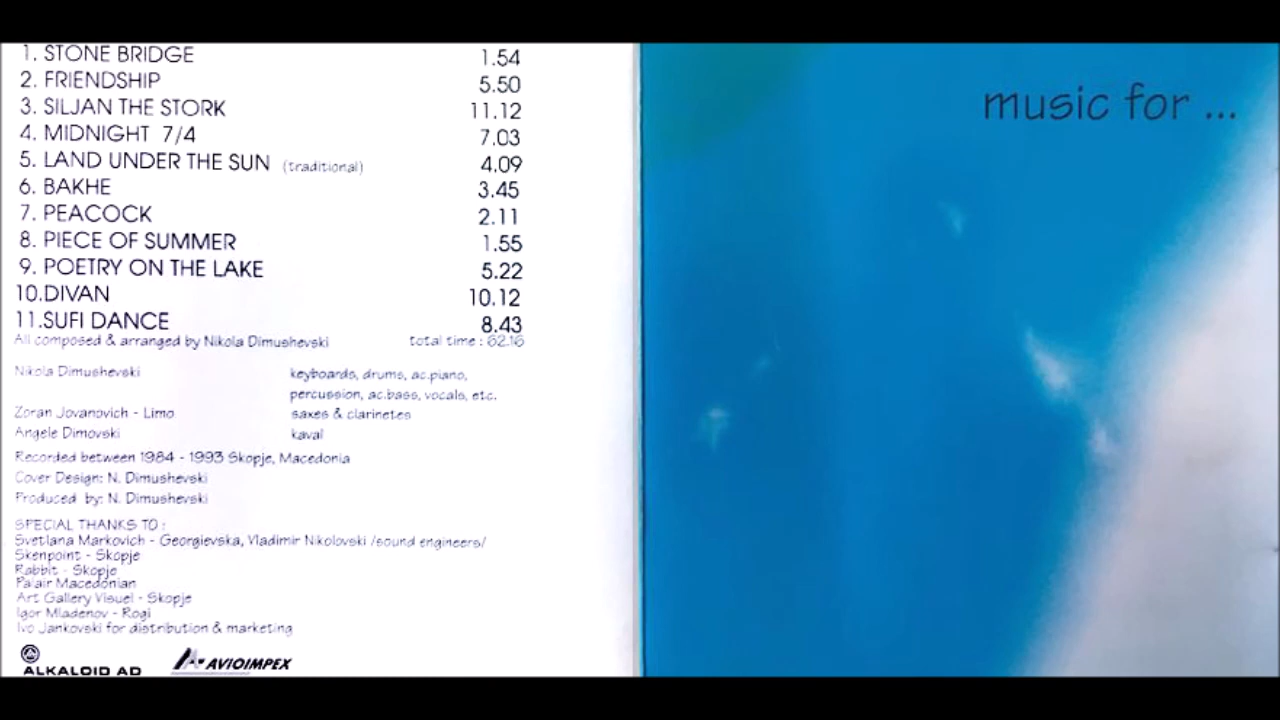 1. STONE BRIDGE 1.54
2. FRIENDSHIP 5.50
3. SILJAN THE STORK 11.12
4. MIDNIGHT 7/4 7.03
5. LAND UNDER THE SUN (traditional) 4.09
6. BAKHE 3.45
7. PEACOCK 2.11
8. PIECE OF SUMMER 1.55
9. POETRY ON THE LAKE 5.22
10.DIVAN 10.12
11.SUFI DANCE 8.43
All composed & arranged by Nikola Dimushevski total time : 62.16
Nikola Dimushevski keyboards, drums, ac.piano,
percussion, ac.bass, vocals, etc.
Zoran Jovanovich - Limo saxes & clarinetes
Angele Dimovski kaval
Recorded between 1984 - 1993 Skopje, Macedonia
Cover Design: N. Dimushevski
Produced by: N. Dimushevski
SPECIAL THANKS TO :
Svetlana Markovich - Georgievska, Vladimir Nikolovski /sound engineers/
Skenpoint - Skopje
Rabbit - Skopje
Palair Macedonian
Art Gallery Visuel - Skopje
Igor Mladenov - Rogi
Ivo Jankovski for distribution & marketing
ALKALOID AD AVIOIMPEX
music for ...